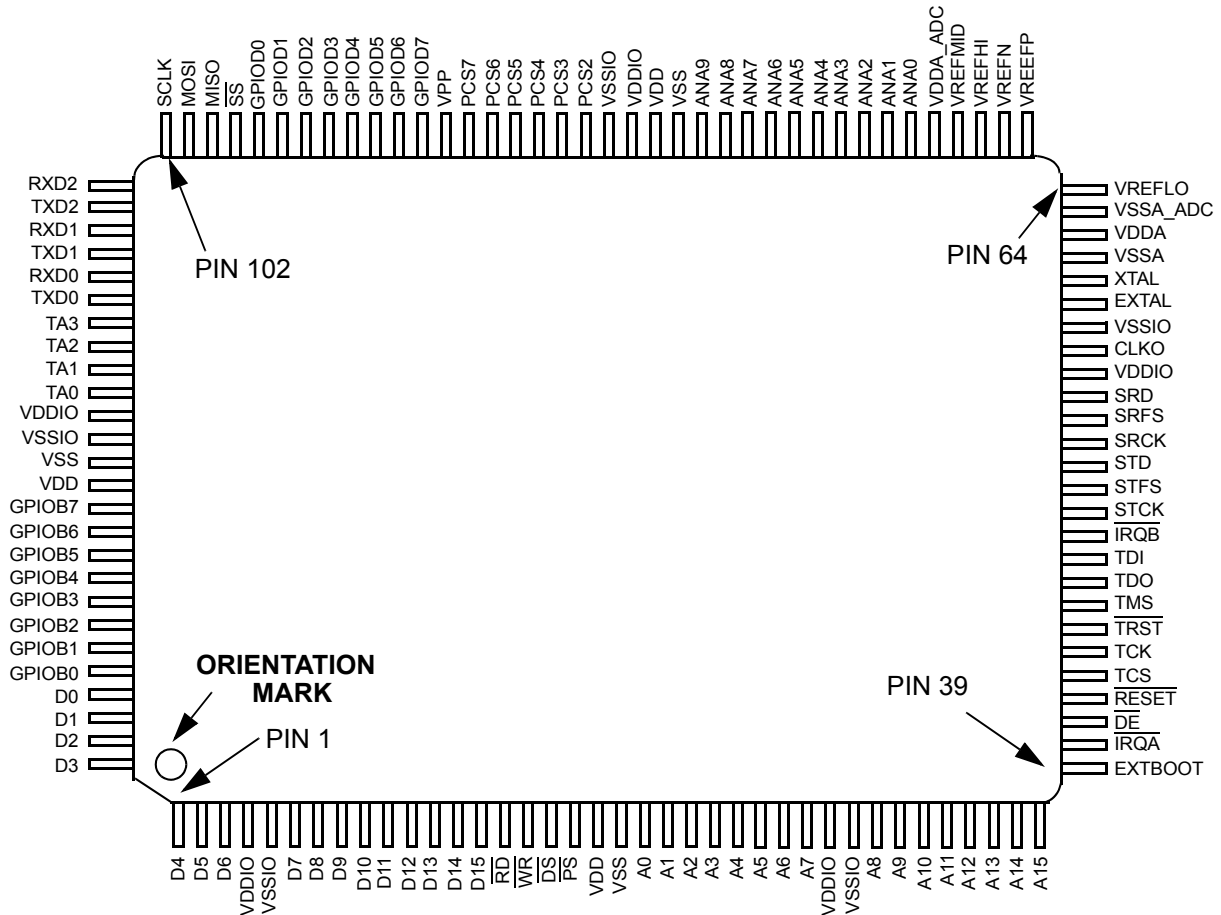 SCLK
MOSI
MISO
SS
GPIOD0
GPIOD1
GPIOD2
GPIOD3
GPIOD4
GPIOD5
GPIOD6
GPIOD7
VPP
PCS7
PCS6
PCS5
PCS4
PCS3
PCS2
VSSIO
VDDIO
VDD
VSS
ANA9
ANA8
ANA7
ANA6
ANA5
ANA4
ANA3
ANA2
ANA1
ANA0
VDDA_ADC
VREFMID
VREFHI
VREFN
VREEFP
RXD2
TXD2
RXD1
TXD1
RXD0
TXD0
TA3
TA2
TA1
TA0
VDDIO
VSSIO
VSS
VDD
GPIOB7
GPIOB6
GPIOB5
GPIOB4
GPIOB3
GPIOB2
GPIOB1
GPIOB0
D0
D1
D2
D3
PIN 102
PIN 64
ORIENTATION
MARK
PIN 1
PIN 39
VREFLO
VSSA_ADC
VDDA
VSSA
XTAL
EXTAL
VSSIO
CLKO
VDDIO
SRD
SRFS
SRCK
STD
STFS
STCK
IRQB
TDI
TDO
TMS
TRST
TCK
TCS
RESET
DE
IRQA
EXTBOOT
D4
D5
D6
VDDIO
VSSIO
D7
D8
D9
D10
D11
D12
D13
D14
D15
RD
WR
DS
PS
VDD
VSS
A0
A1
A2
A3
A4
A5
A6
A7
VDDIO
VSSIO
A8
A9
A10
A11
A12
A13
A14
A15